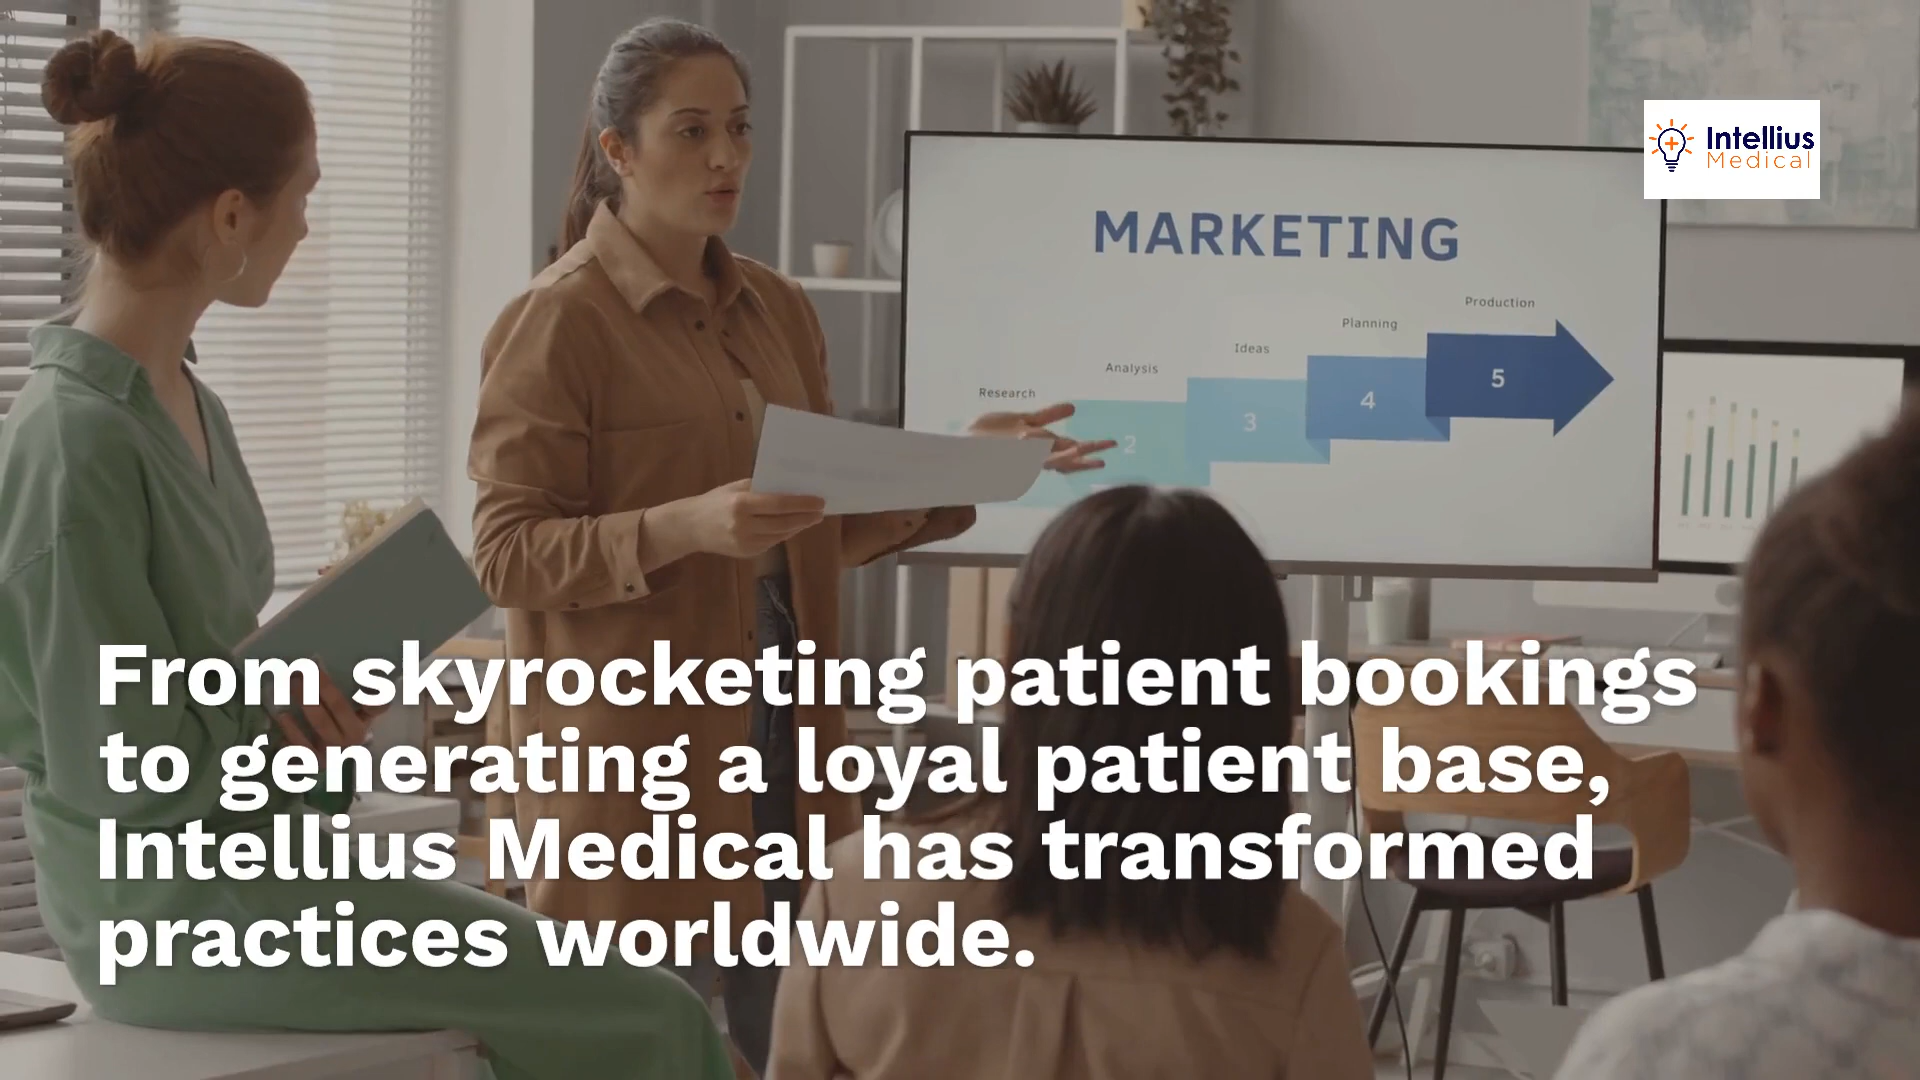 Intellius
Medical
MARKETING
Production
Planning
Ideas
Analysis
Research
5
4
3
2
From skyrocketing patient bookings
to generating a loyal patient base,
Intellius Medical has transformed
practices worldwide.